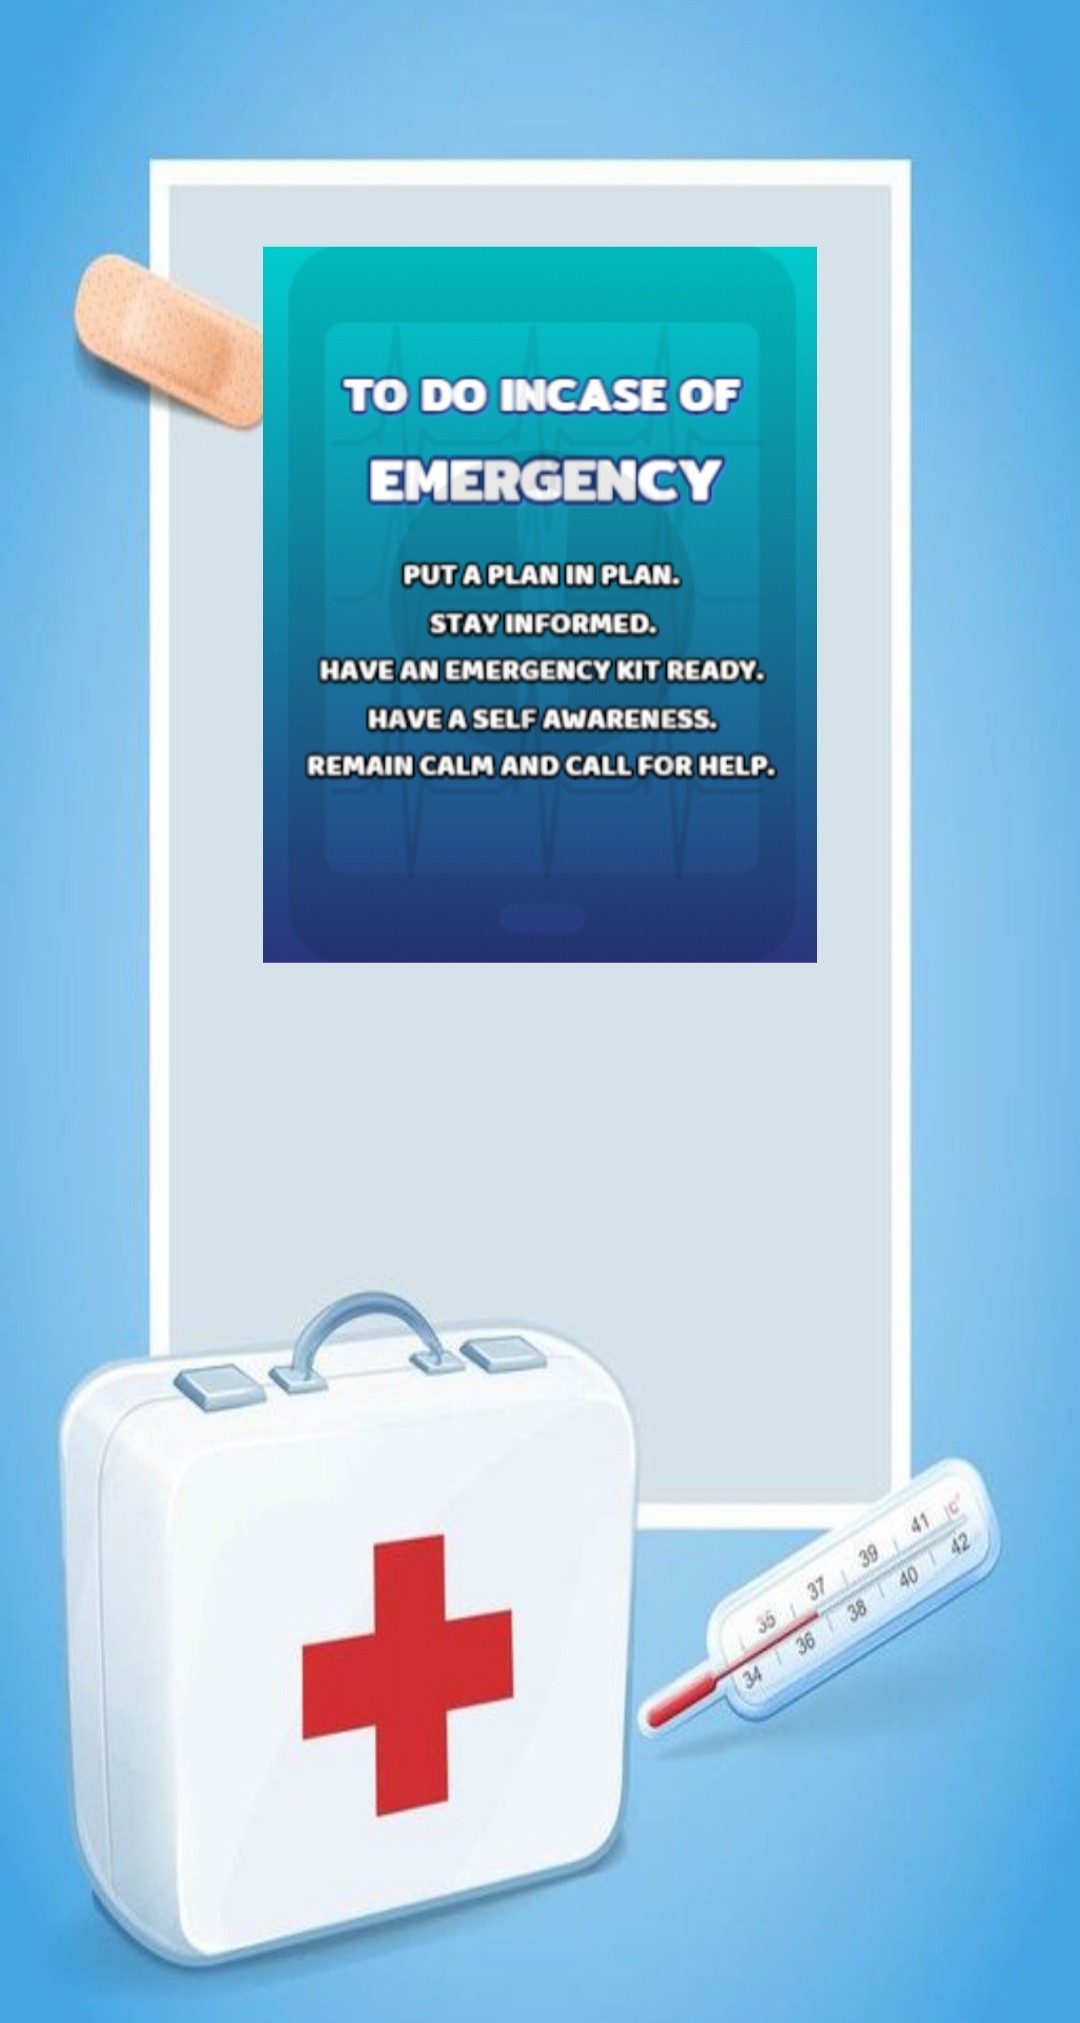 TO DO INCASE OF
EMERGENCY
PUT A PLAN IN PLAN.
STAY INFORMED.
HAVE AN EMERGENCY KIT READY.
HAVE A SELF AWARENESS.
REMAIN CALM AND CALL FOR HELP.
35 37 39 41 °C
34 36 38 40 42